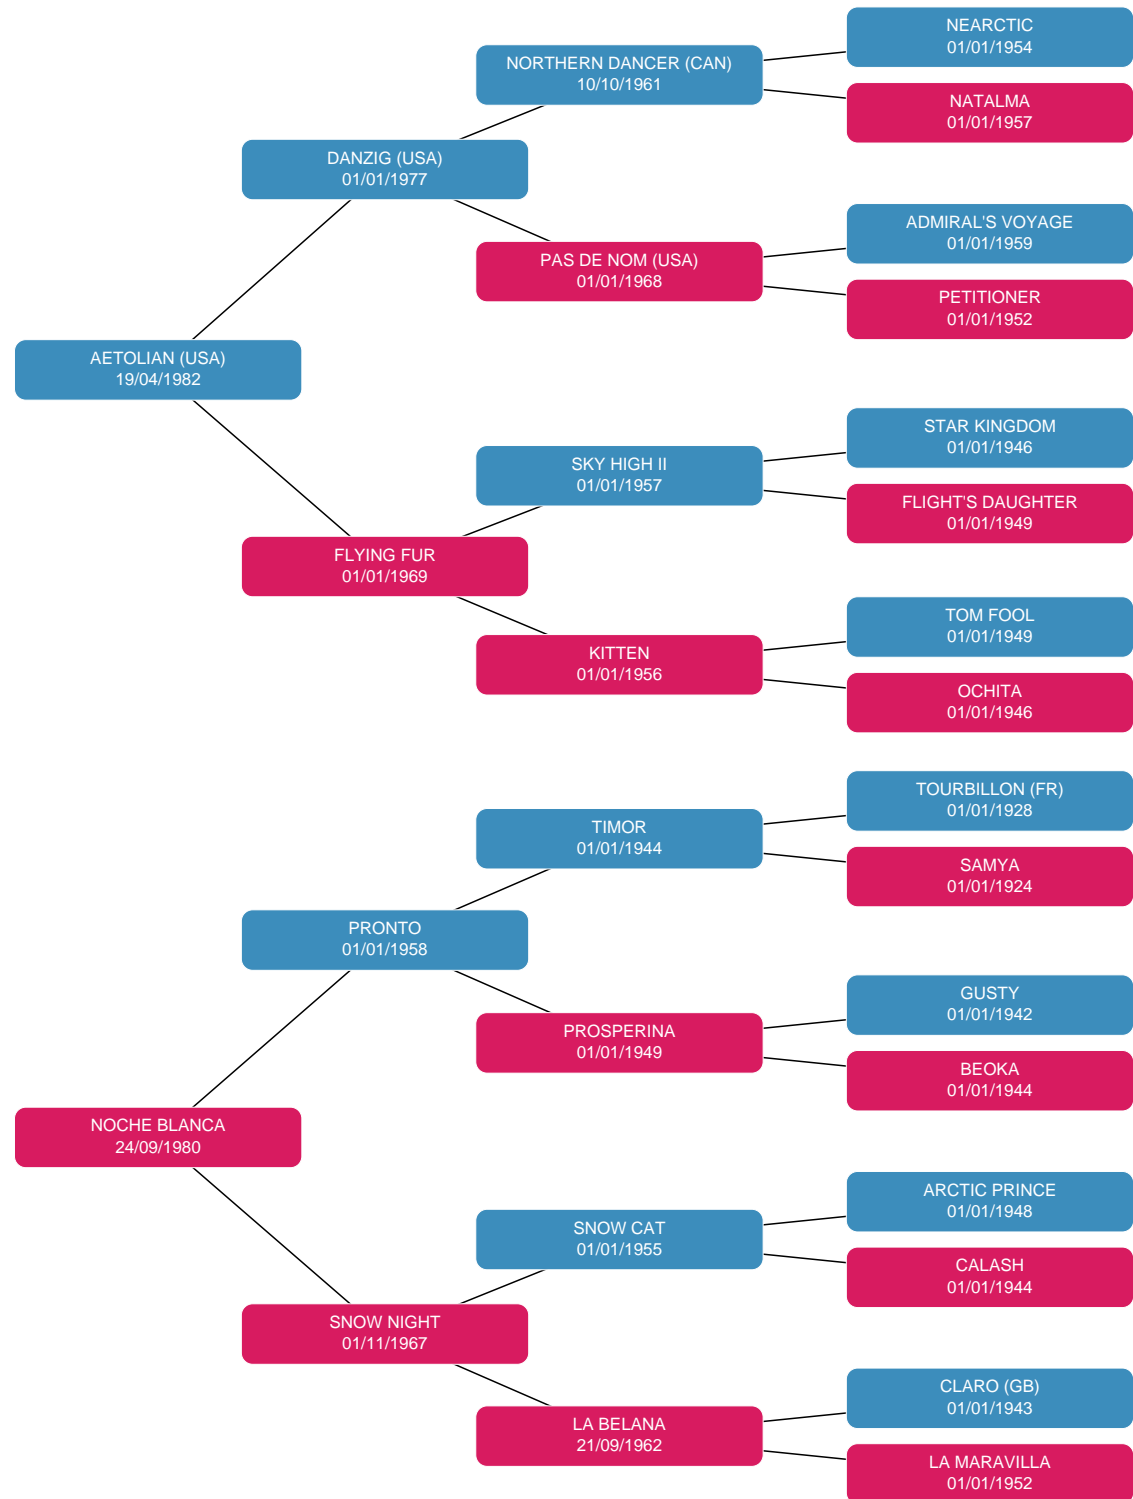 NEARCTIC
01/01/1954
NORTHERN DANCER (CAN)
10/10/1961
NATALMA
01/01/1957
DANZIG (USA)
01/01/1977
ADMIRAL'S VOYAGE
01/01/1959
PAS DE NOM (USA)
01/01/1968
PETITIONER
01/01/1952
AETOLIAN (USA)
19/04/1982
STAR KINGDOM
01/01/1946
SKY HIGH II
01/01/1957
FLIGHT'S DAUGHTER
01/01/1949
FLYING FUR
01/01/1969
TOM FOOL
01/01/1949
KITTEN
01/01/1956
OCHITA
01/01/1946
TOURBILLON (FR)
01/01/1928
TIMOR
01/01/1944
SAMYA
01/01/1924
PRONTO
01/01/1958
GUSTY
01/01/1942
PROSPERINA
01/01/1949
BEOKA
01/01/1944
NOCHE BLANCA
24/09/1980
ARCTIC PRINCE
01/01/1948
SNOW CAT
01/01/1955
CALASH
01/01/1944
SNOW NIGHT
01/11/1967
CLARO (GB)
01/01/1943
LA BELANA
21/09/1962
LA MARAVILLA
01/01/1952